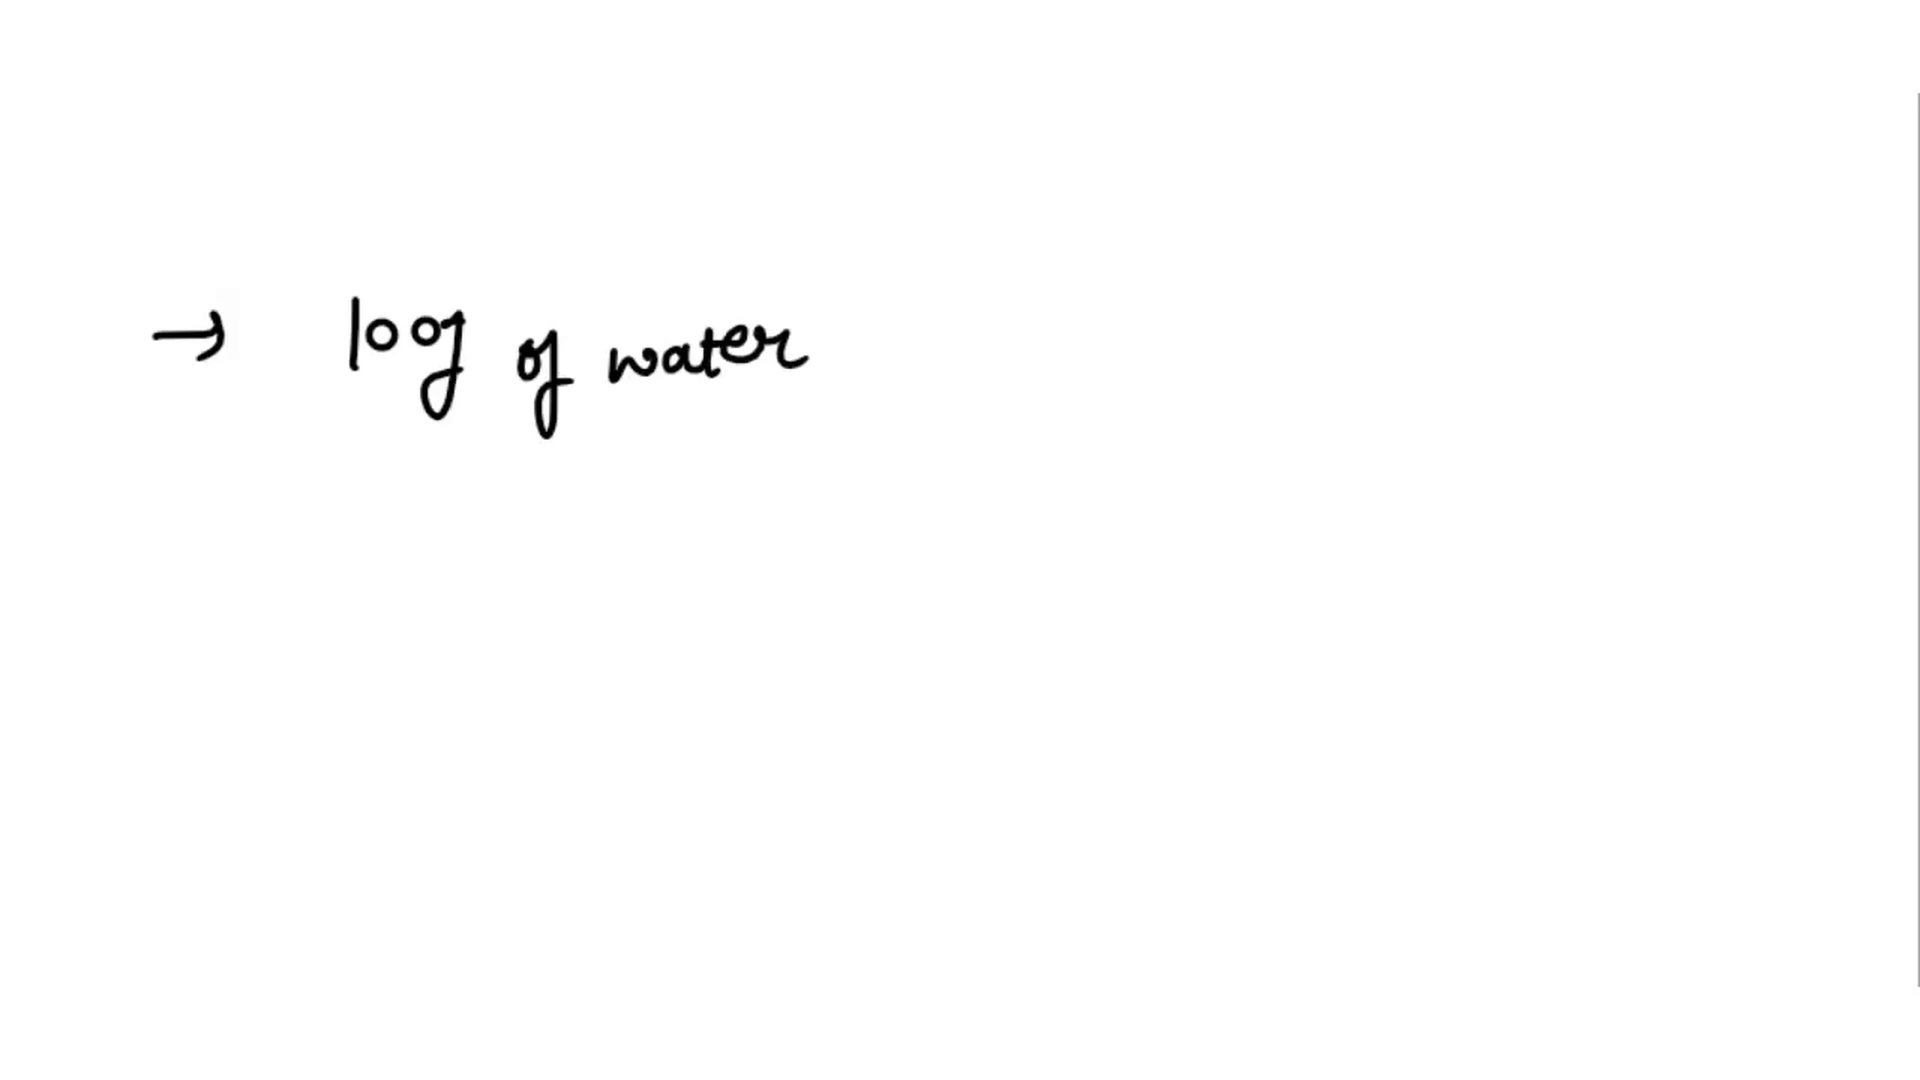 → 100g of water